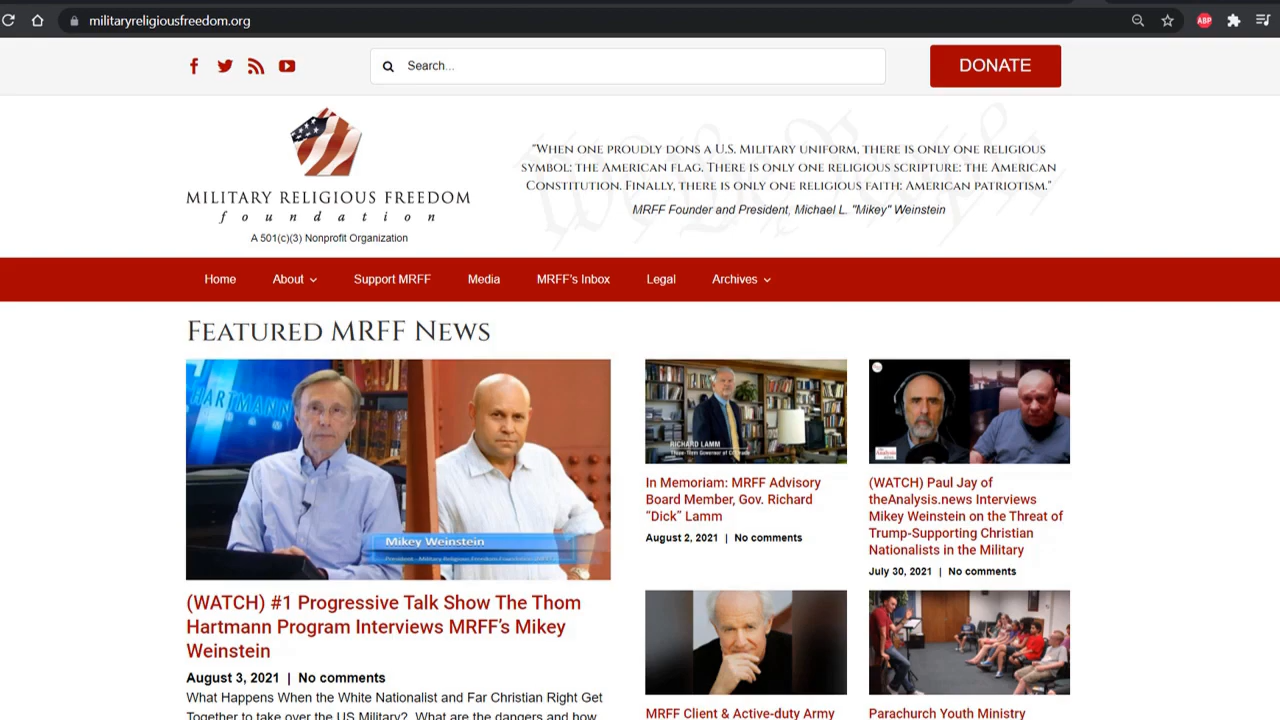 militaryreligiousfreedom.org
ABP
Search...
DONATE
MILITARY RELIGIOUS FREEDOM
foundation
A 501(c)(3) Nonprofit Organization
"When one proudly dons a U.S. Military uniform, there is only one religious
symbol: the American flag. There is only one religious scripture: the American
Constitution. Finally, there is only one religious faith: American patriotism."
MRFF Founder and President, Michael L. "Mikey" Weinstein
Home
About
Support MRFF
Media
MRFF's Inbox
Legal
Archives
Featured MRFF News
HARTMANN
Mikey Weinstein
(WATCH) #1 Progressive Talk Show The Thom
Hartmann Program Interviews MRFF's Mikey
Weinstein
August 3, 2021 | No comments
What Happens When the White Nationalist and Far Christian Right Get
Together to take over the US Military? What are the dangers and how
RICHARD LAMM
In Memoriam: MRFF Advisory
Board Member, Gov. Richard
“Dick” Lamm
August 2, 2021 | No comments
(WATCH) Paul Jay of
theAnalysis.news Interviews
Mikey Weinstein on the Threat of
Trump-Supporting Christian
Nationalists in the Military
July 30, 2021 | No comments
MRFF Client & Active-duty Army
Parachurch Youth Ministry